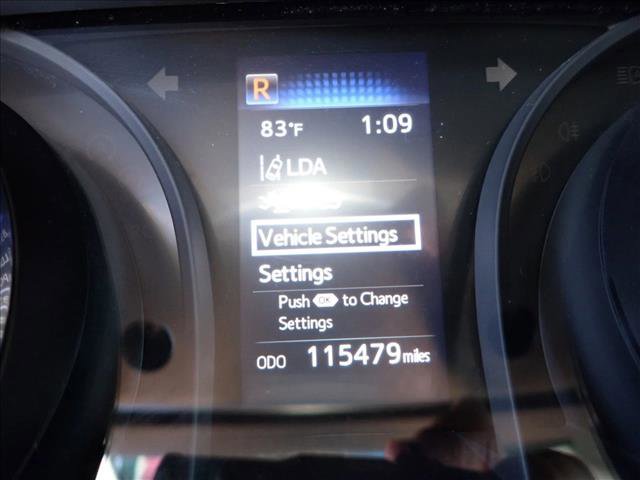 R
83°F 1:09
LDA
Vehicle Settings
Settings
Push OK to Change
Settings
ODO 115479 miles